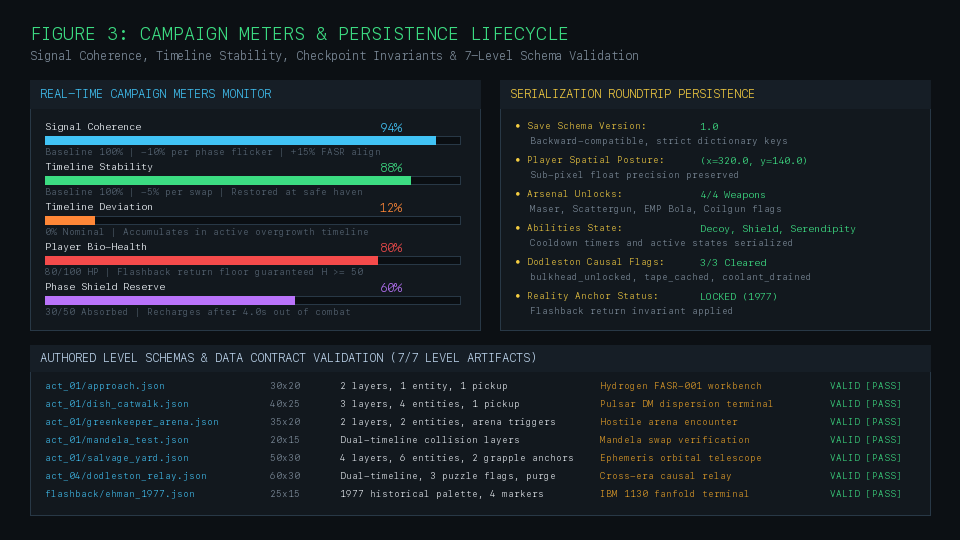 FIGURE 3: CAMPAIGN METERS & PERSISTENCE LIFECYCLE
Signal Coherence, Timeline Stability, Checkpoint Invariants & 7-Level Schema Validation
REAL-TIME CAMPAIGN METERS MONITOR
Signal Coherence 94%
Baseline 100% | -10% per phase flicker | +15% FASR align
Timeline Stability 88%
Baseline 100% | -5% per swap | Restored at safe haven
Timeline Deviation 12%
0% Nominal | Accumulates in active overgrowth timeline
Player Bio-Health 80%
80/100 HP | Flashback return floor guaranteed H >= 50
Phase Shield Reserve 60%
30/50 Absorbed | Recharges after 4.0s out of combat
SERIALIZATION ROUNDTRIP PERSISTENCE
• Save Schema Version: 1.0
Backward-compatible, strict dictionary keys
• Player Spatial Posture: (x=320.0, y=140.0)
Sub-pixel float precision preserved
• Arsenal Unlocks: 4/4 Weapons
Maser, Scattergun, EMP Bola, Coilgun flags
• Abilities State: Decoy, Shield, Serendipity
Cooldown timers and active states serialized
• Dodleston Causal Flags: 3/3 Cleared
bulkhead_unlocked, tape_cached, coolant_drained
• Reality Anchor Status: LOCKED (1977)
Flashback return invariant applied
AUTHORED LEVEL SCHEMAS & DATA CONTRACT VALIDATION (7/7 LEVEL ARTIFACTS)
act_01/approach.json 30x20 2 layers, 1 entity, 1 pickup Hydrogen FASR-001 workbench VALID [PASS]
act_01/dish_catwalk.json 40x25 3 layers, 4 entities, 1 pickup Pulsar DM dispersion terminal VALID [PASS]
act_01/greenkeeper_arena.json 35x20 2 layers, 2 entities, arena triggers Hostile arena encounter VALID [PASS]
act_01/mandela_test.json 20x15 Dual-timeline collision layers Mandela swap verification VALID [PASS]
act_01/salvage_yard.json 50x30 4 layers, 6 entities, 2 grapple anchors Ephemeris orbital telescope VALID [PASS]
act_04/dodleston_relay.json 60x30 Dual-timeline, 3 puzzle flags, purge Cross-era causal relay VALID [PASS]
flashback/ehman_1977.json 25x15 1977 historical palette, 4 markers IBM 1130 fanfold terminal VALID [PASS]